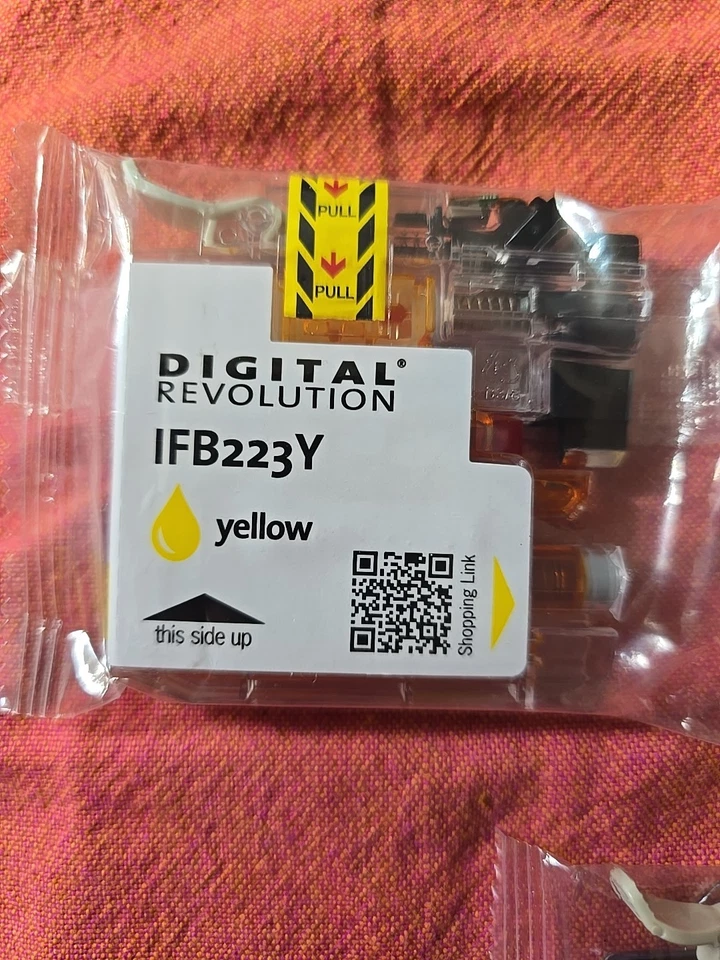 PULL
PULL
DIGITAL®
REVOLUTION
IFB223Y
yellow
this side up
Shopping Link